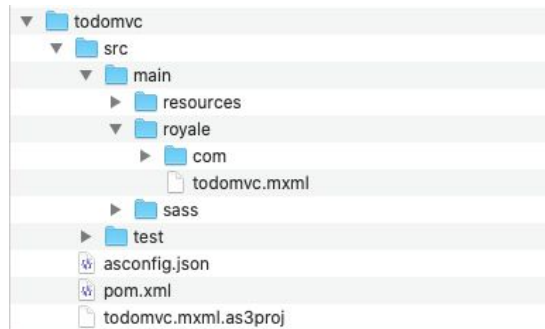 todomvc
src
main
resources
royale
com
todomvc.mxml
sass
test
asconfig.json
pom.xml
todomvc.mxml.as3proj